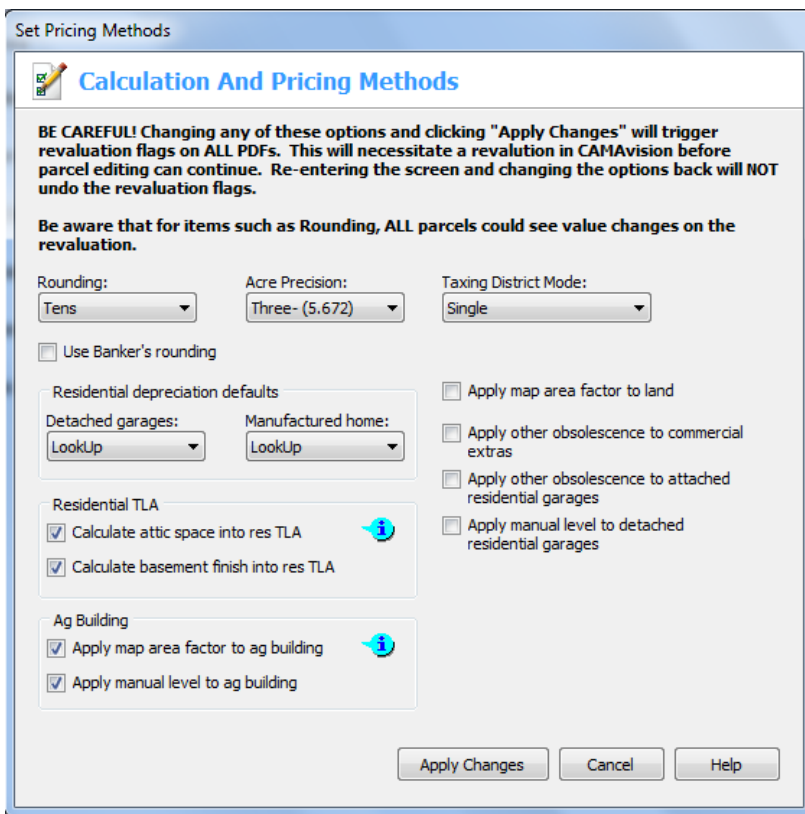 Set Pricing Methods
Calculation And Pricing Methods
BE CAREFUL! Changing any of these options and clicking "Apply Changes" will trigger
revaluation flags on ALL PDFs.  This will necessitate a revalution in CAMAvision before
parcel editing can continue.  Re-entering the screen and changing the options back will NOT
undo the revaluation flags.
Be aware that for items such as Rounding, ALL parcels could see value changes on the
revaluation.
Rounding: Acre Precision: Taxing District Mode:
Tens Three- (5.672) Single
Use Banker's rounding
Residential depreciation defaults
Detached garages: Manufactured home:
LookUp LookUp
Residential TLA
Calculate attic space into res TLA
Calculate basement finish into res TLA
Ag Building
Apply map area factor to ag building
Apply manual level to ag building
Apply map area factor to land
Apply other obsolescence to commercial
extras
Apply other obsolescence to attached
residential garages
Apply manual level to detached
residential garages
Apply Changes Cancel Help